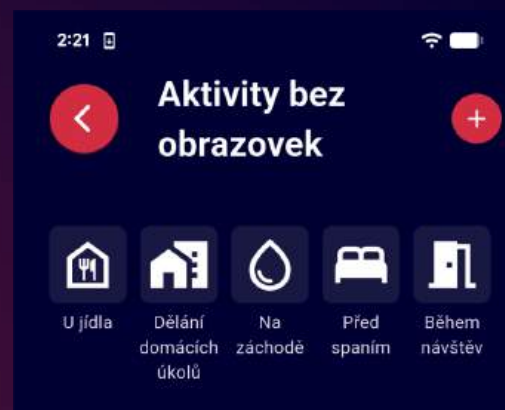 2:21
Aktivity bez
obrazovek
U jídla
Dělání
domácích
úkolů
Na
záchodě
Před
spaním
Během
návštěv